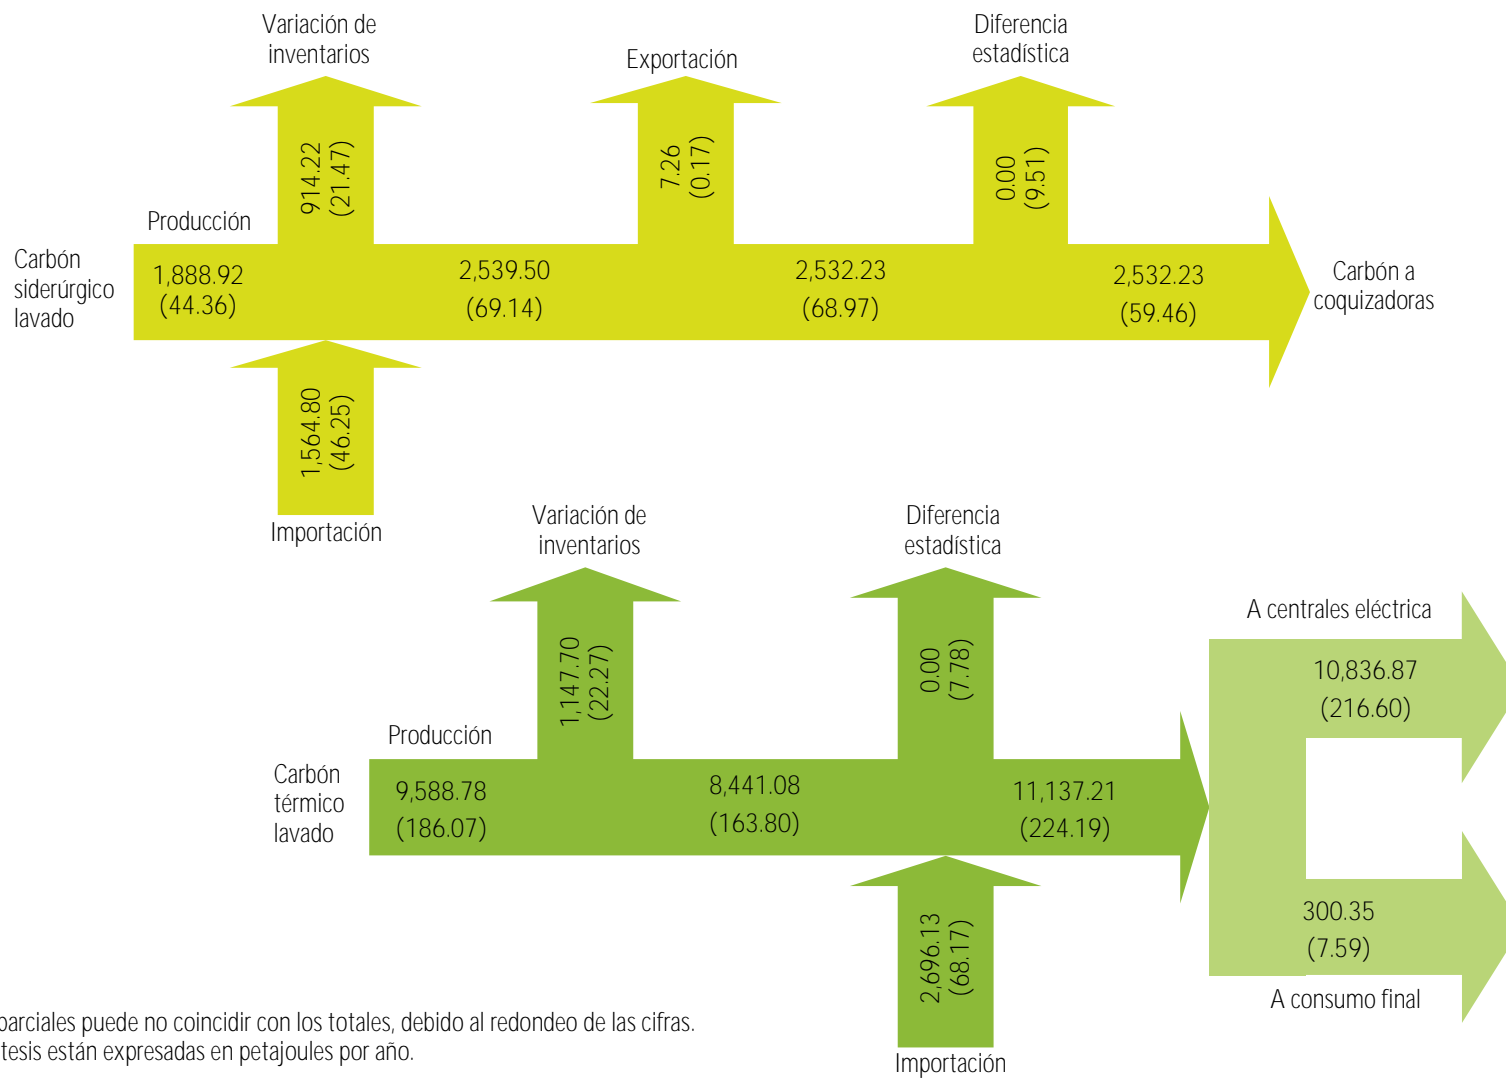 Variación de
inventarios
Exportación
Diferencia
estadística
914.22
(21.47)
7.26
(0.17)
0.00
(9.51)
Producción
Carbón
siderúrgico
lavado
1,888.92
(44.36)
2,539.50
(69.14)
2,532.23
(68.97)
2,532.23
(59.46)
Carbón a
coquizadoras
1,564.80
(46.25)
Importación
Variación de
inventarios
Diferencia
estadística
1,147.70
(22.27)
0.00
(7.78)
A centrales eléctrica
10,836.87
(216.60)
Producción
Carbón
térmico
lavado
9,588.78
(186.07)
8,441.08
(163.80)
11,137.21
(224.19)
300.35
(7.59)
A consumo final
2,696.13
(68.17)
Importación
parciales puede no coincidir con los totales, debido al redondeo de las cifras.
tesis están expresadas en petajoules por año.